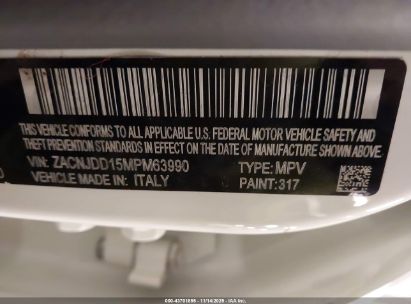 THIS VEHICLE CONFORMS TO ALL APPLICABLE U.S. FEDERAL MOTOR VEHICLE SAFETY AND
THEFT PREVENTION STANDARDS IN EFFECT ON THE DATE OF MANUFACTURE SHOWN ABOVE.
VIN: ZACNJDD15MPM63990 TYPE: MPV
VEHICLE MADE IN: ITALY PAINT:317